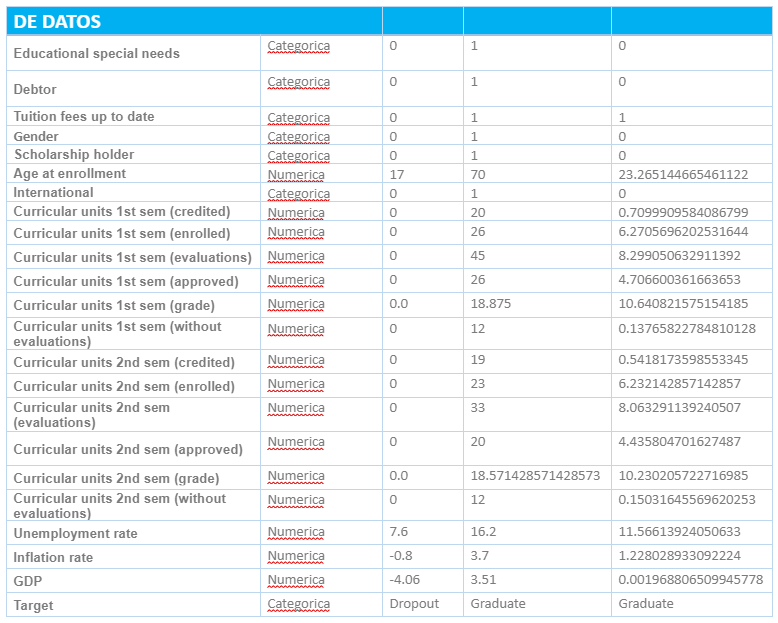 DE DATOS
Educational special needs Categorica 0 1 0
Debtor Categorica 0 1 0
Tuition fees up to date Categorica 0 1 1
Gender Categorica 0 1 0
Scholarship holder Categorica 0 1 0
Age at enrollment Numerica 17 70 23.265144665461122
International Categorica 0 1 0
Curricular units 1st sem (credited) Numerica 0 20 0.7099909584086799
Curricular units 1st sem (enrolled) Numerica 0 26 6.2705696202531644
Curricular units 1st sem (evaluations) Numerica 0 45 8.299050632911392
Curricular units 1st sem (approved) Numerica 0 26 4.706600361663653
Curricular units 1st sem (grade) Numerica 0.0 18.875 10.640821575154185
Curricular units 1st sem (without
evaluations) Numerica 0 12 0.13765822784810128
Curricular units 2nd sem (credited) Numerica 0 19 0.5418173598553345
Curricular units 2nd sem (enrolled) Numerica 0 23 6.232142857142857
Curricular units 2nd sem
(evaluations) Numerica 0 33 8.063291139240507
Curricular units 2nd sem (approved) Numerica 0 20 4.435804701627487
Curricular units 2nd sem (grade) Numerica 0.0 18.571428571428573 10.230205722716985
Curricular units 2nd sem (without
evaluations) Numerica 0 12 0.15031645569620253
Unemployment rate Numerica 7.6 16.2 11.56613924050633
Inflation rate Numerica -0.8 3.7 1.228028933092224
GDP Numerica -4.06 3.51 0.001968806509945778
Target Categorica Dropout Graduate Graduate